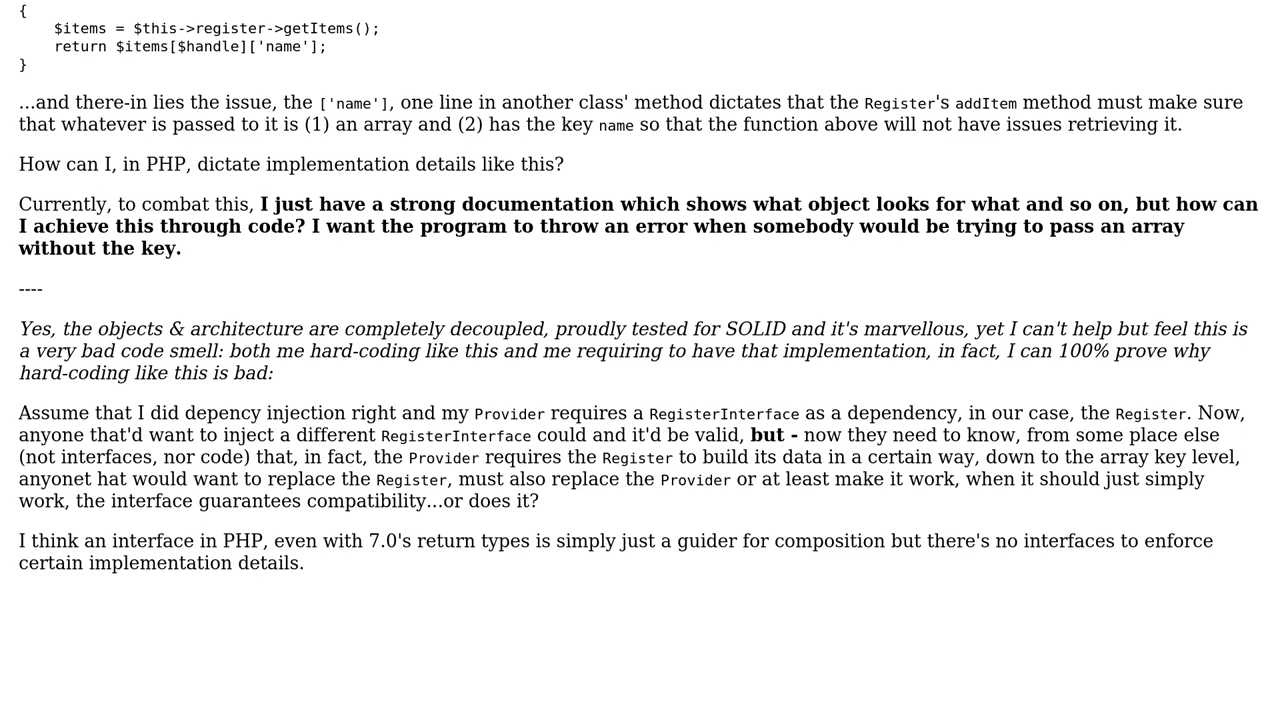 {
    $items = $this->register->getItems();
    return $items[$handle]['name'];
}
...and there-in lies the issue, the ['name'], one line in another class' method dictates that the Register's addItem method must make sure
that whatever is passed to it is (1) an array and (2) has the key name so that the function above will not have issues retrieving it.
How can I, in PHP, dictate implementation details like this?
Currently, to combat this, I just have a strong documentation which shows what object looks for what and so on, but how can
I achieve this through code? I want the program to throw an error when somebody would be trying to pass an array
without the key.
----
Yes, the objects & architecture are completely decoupled, proudly tested for SOLID and it's marvellous, yet I can't help but feel this is
a very bad code smell: both me hard-coding like this and me requiring to have that implementation, in fact, I can 100% prove why
hard-coding like this is bad:
Assume that I did depency injection right and my Provider requires a RegisterInterface as a dependency, in our case, the Register. Now,
anyone that'd want to inject a different RegisterInterface could and it'd be valid, but - now they need to know, from some place else
(not interfaces, nor code) that, in fact, the Provider requires the Register to build its data in a certain way, down to the array key level,
anyonet hat would want to replace the Register, must also replace the Provider or at least make it work, when it should just simply
work, the interface guarantees compatibility...or does it?
I think an interface in PHP, even with 7.0's return types is simply just a guider for composition but there's no interfaces to enforce
certain implementation details.